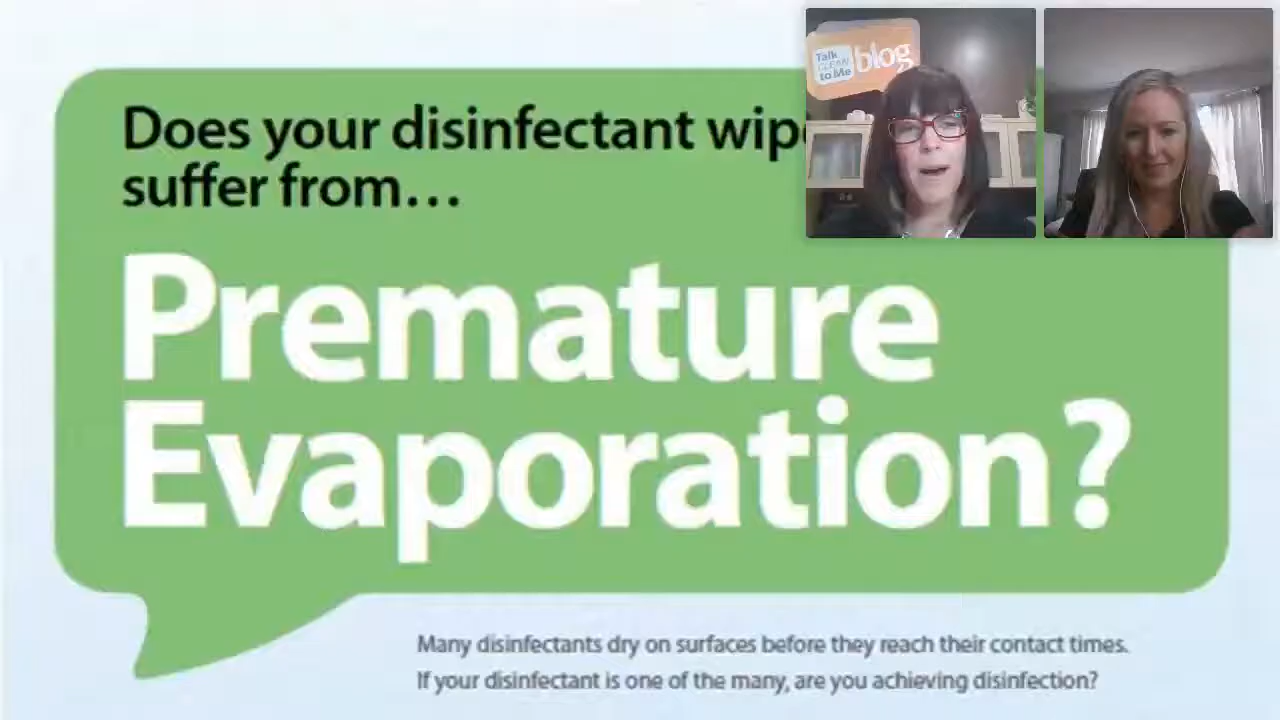 Does your disinfectant
suffer from…
Premature
Evaporation?
Many disinfectants dry on surfaces before they reach their contact times.
If your disinfectant is one of the many, are you achieving disinfection?
Talk
CLEAN
to Me
blog